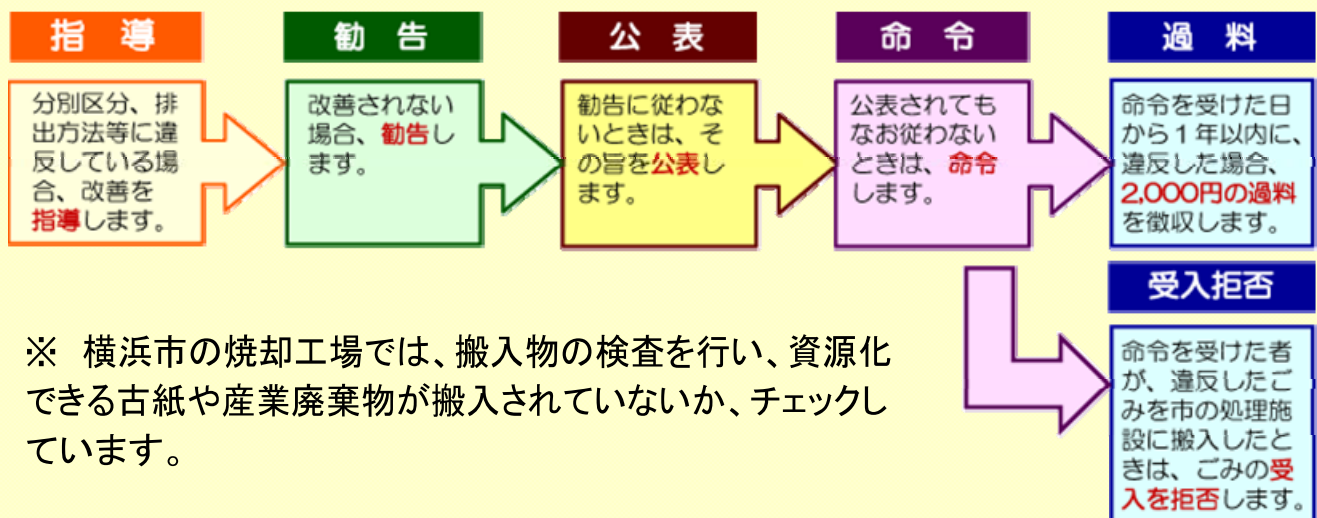 指導
分別区分、排
出方法等に違
反している場
合、改善を
指導します。
勧告
改善されない
場合、勧告し
ます。
公表
勧告に従わな
いときは、そ
の旨を公表し
ます。
命令
公表されても
なお従わない
ときは、命令
します。
過料
命令を受けた日
から１年以内に、
違反した場合、
2,000円の過料
を徴収します。
受入拒否
命令を受けた者
が、違反したご
みを市の処理施
設に搬入したと
きは、ごみの受
入を拒否します。
※ 横浜市の焼却工場では、搬入物の検査を行い、資源化
できる古紙や産業廃棄物が搬入されていないか、チェックし
ています。